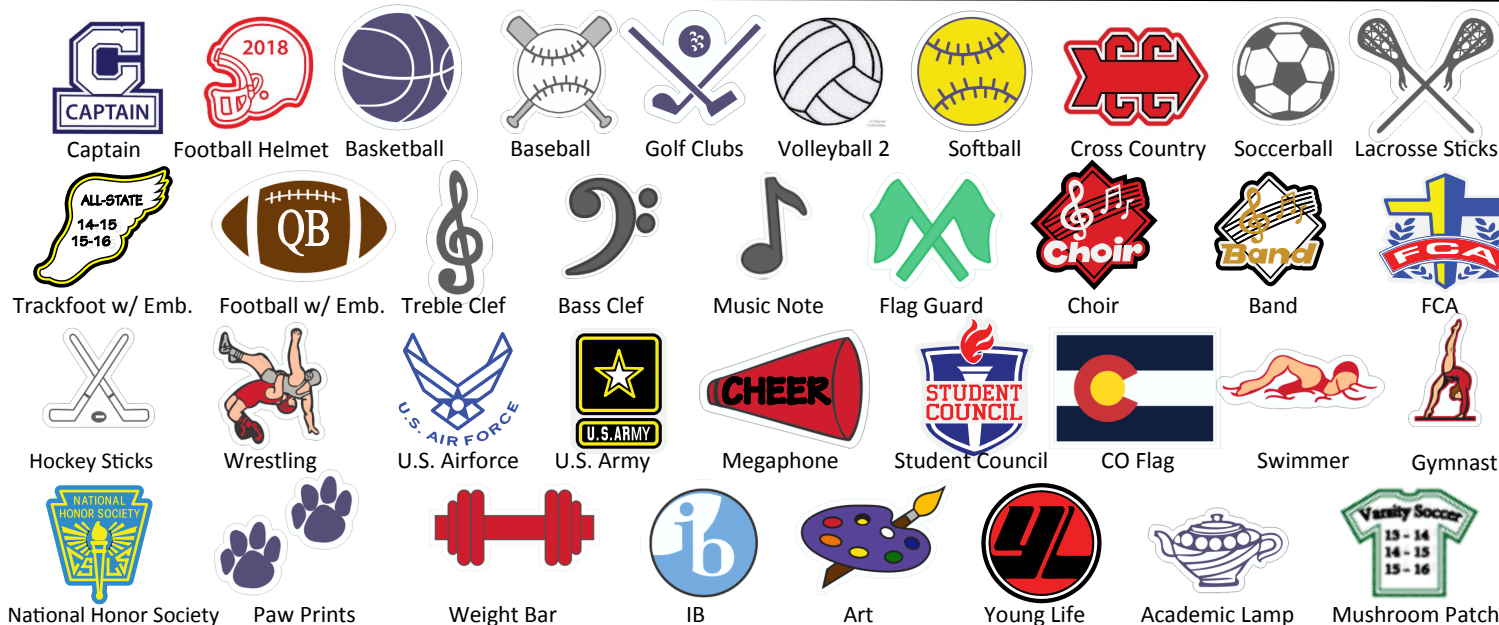 2018
C
CAPTAIN
Captain
Football Helmet
Basketball
Baseball
Golf Clubs
Volleyball 2
Softball
CC
Cross Country
Soccerball
Lacrosse Sticks
ALL-STATE
14-15
15-16
QB
Choir
Band
FCA
Trackfoot w/ Emb.
Football w/ Emb.
Treble Clef
Bass Clef
Music Note
Flag Guard
Choir
Band
FCA
U.S. AIR FORCE
U.S.ARMY
CHEER
STUDENT
COUNCIL
Hockey Sticks
Wrestling
U.S. Airforce
U.S. Army
Megaphone
Student Council
CO Flag
Swimmer
Gymnast
NATIONAL
HONOR SOCIETY
C S L S
ib
YL
Varsity Soccer
13 - 14
14 - 15
15 - 16
National Honor Society
Paw Prints
Weight Bar
IB
Art
Young Life
Academic Lamp
Mushroom Patch